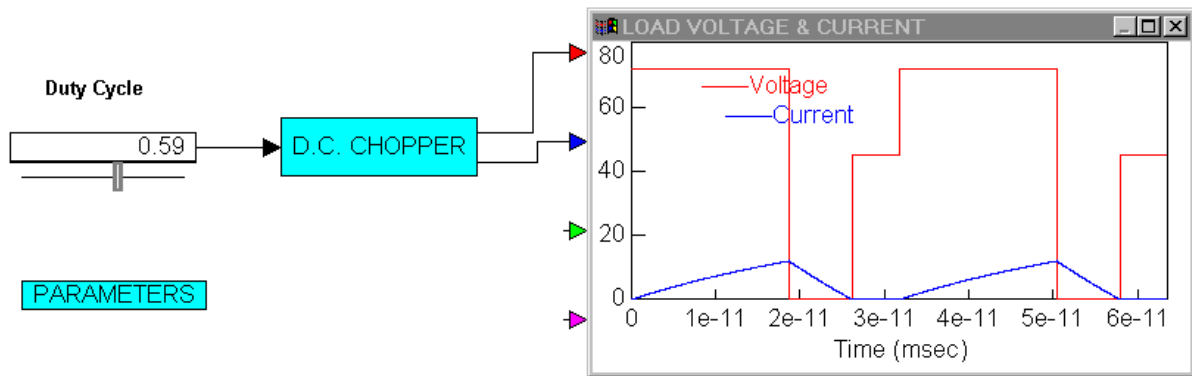 LOAD VOLTAGE & CURRENT
80
Voltage
Duty Cycle
60
Current
0.59
D.C. CHOPPER
40
20
PARAMETERS
0
0 1e-11 2e-11 3e-11 4e-11 5e-11 6e-11
Time (msec)